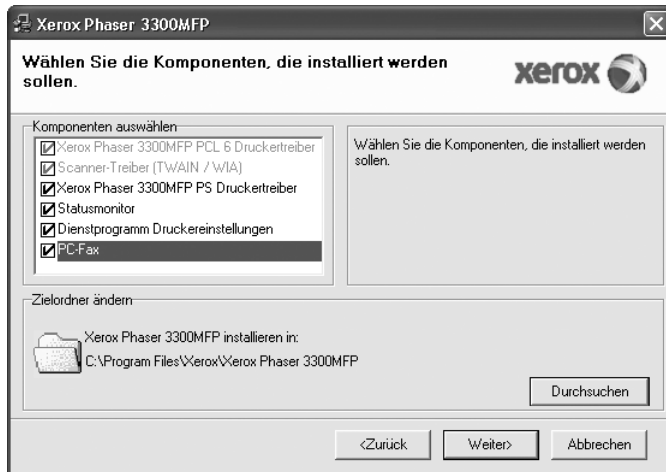 Xerox Phaser 3300MFP
Wählen Sie die Komponenten, die installiert werden
sollen.
xerox
Komponenten auswählen
Xerox Phaser 3300MFP PCL 6 Druckertreiber
Scanner-Treiber (TWAIN / WIA)
Xerox Phaser 3300MFP PS Druckertreiber
Statusmonitor
Dienstprogramm Druckereinstellungen
PC-Fax
Wählen Sie die Komponenten, die installiert werden
sollen.
Zielordner ändern
Xerox Phaser 3300MFP installieren in:
C:\Program Files\Xerox\Xerox Phaser 3300MFP
Durchsuchen
<Zurück
Weiter>
Abbrechen